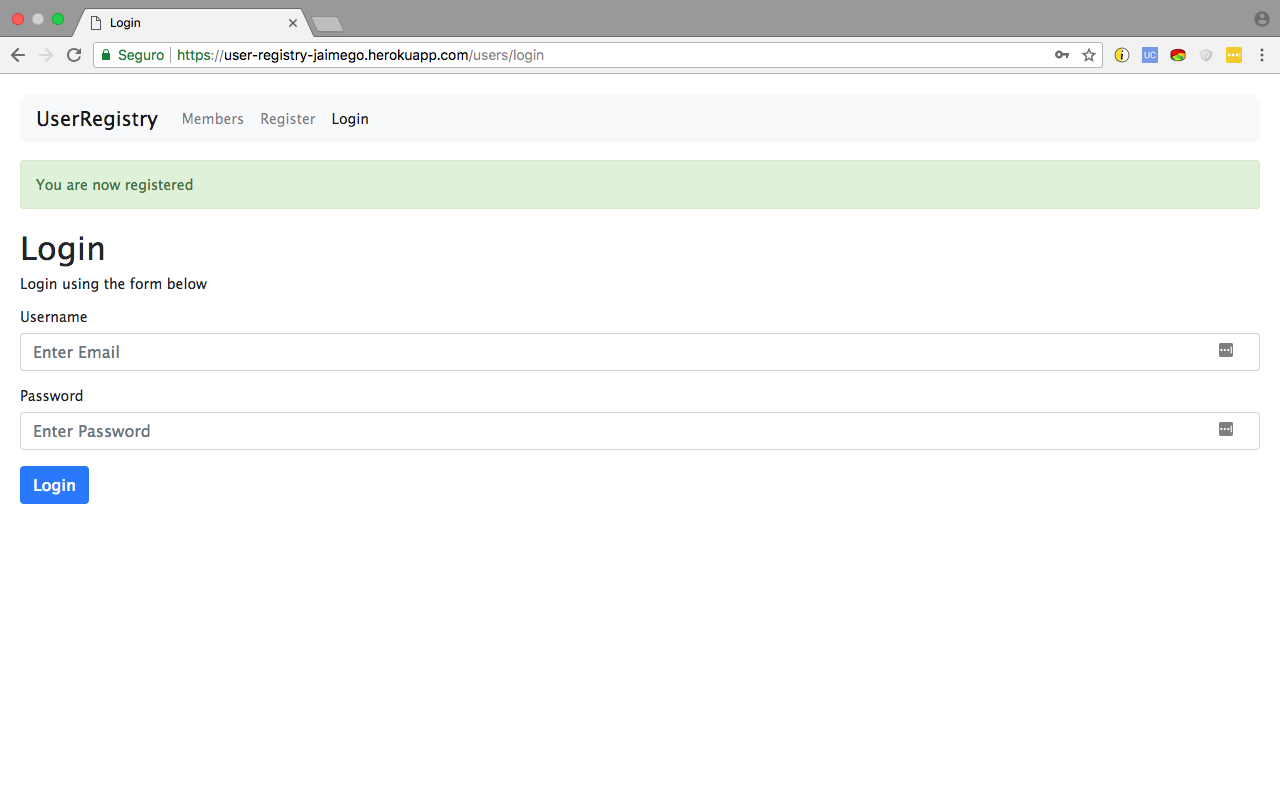 Login
Seguro https://user-registry-jaimego.herokuapp.com/users/login
UC
UserRegistry Members Register Login
You are now registered
Login
Login using the form below
Username
Enter Email
Password
Enter Password
Login